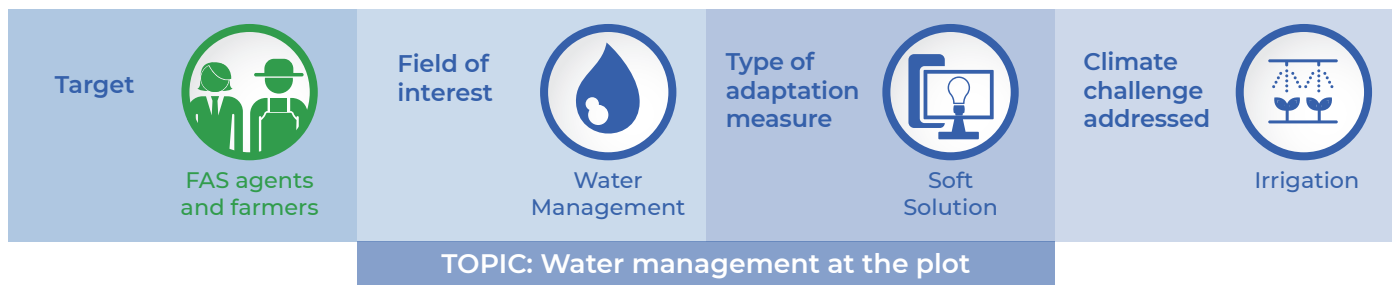 Target
FAS agents
and farmers
Field of
interest
Water
Management
Type of
adaptation
measure
Soft
Solution
Climate
challenge
addressed
Irrigation
TOPIC: Water management at the plot